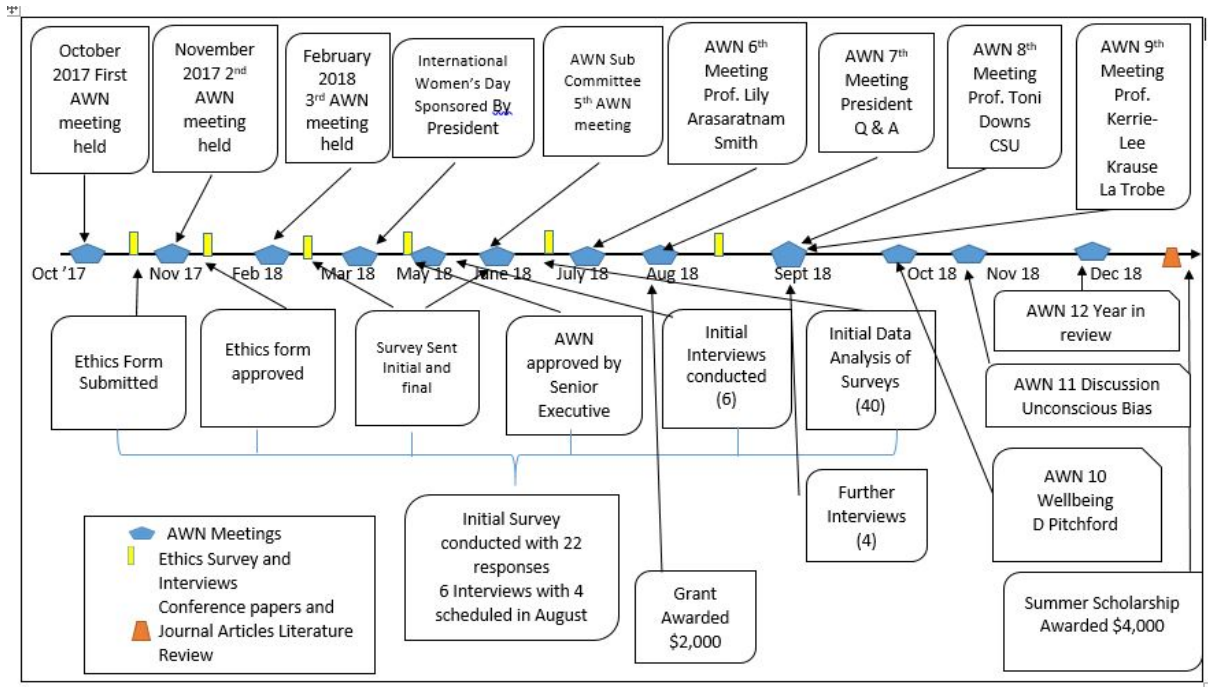 October
2017 First
AWN
meeting
held
November
2017 2nd
AWN
meeting
held
February
2018
3rd AWN
meeting
held
International
Women's Day
Sponsored By
President
AWN Sub
Committee
5th AWN
meeting
AWN 6th
Meeting
Prof. Lily
Arasaratnam
Smith
AWN 7th
Meeting
President
Q & A
AWN 8th
Meeting
Prof. Toni
Downs
CSU
AWN 9th
Meeting
Prof.
Kerrie-
Lee
Krause
La Trobe
Oct '17
Nov 17
Feb 18
Mar 18
May 18
June 18
July 18
Aug 18
Sept 18
Oct 18
Nov 18
Dec 18
Ethics Form
Submitted
Ethics form
approved
Survey Sent
Initial and
final
AWN
approved by
Senior
Executive
Initial
Interviews
conducted
(6)
Initial Data
Analysis of
Surveys
(40)
AWN 12 Year in
review
AWN 11 Discussion
Unconscious Bias
AWN 10
Wellbeing
D Pitchford
Further
Interviews
(4)
Initial Survey
conducted with 22
responses
6 Interviews with 4
scheduled in August
Grant
Awarded
$2,000
Summer Scholarship
Awarded $4,000
AWN Meetings
Ethics Survey and
Interviews
Conference papers and
Journal Articles Literature
Review